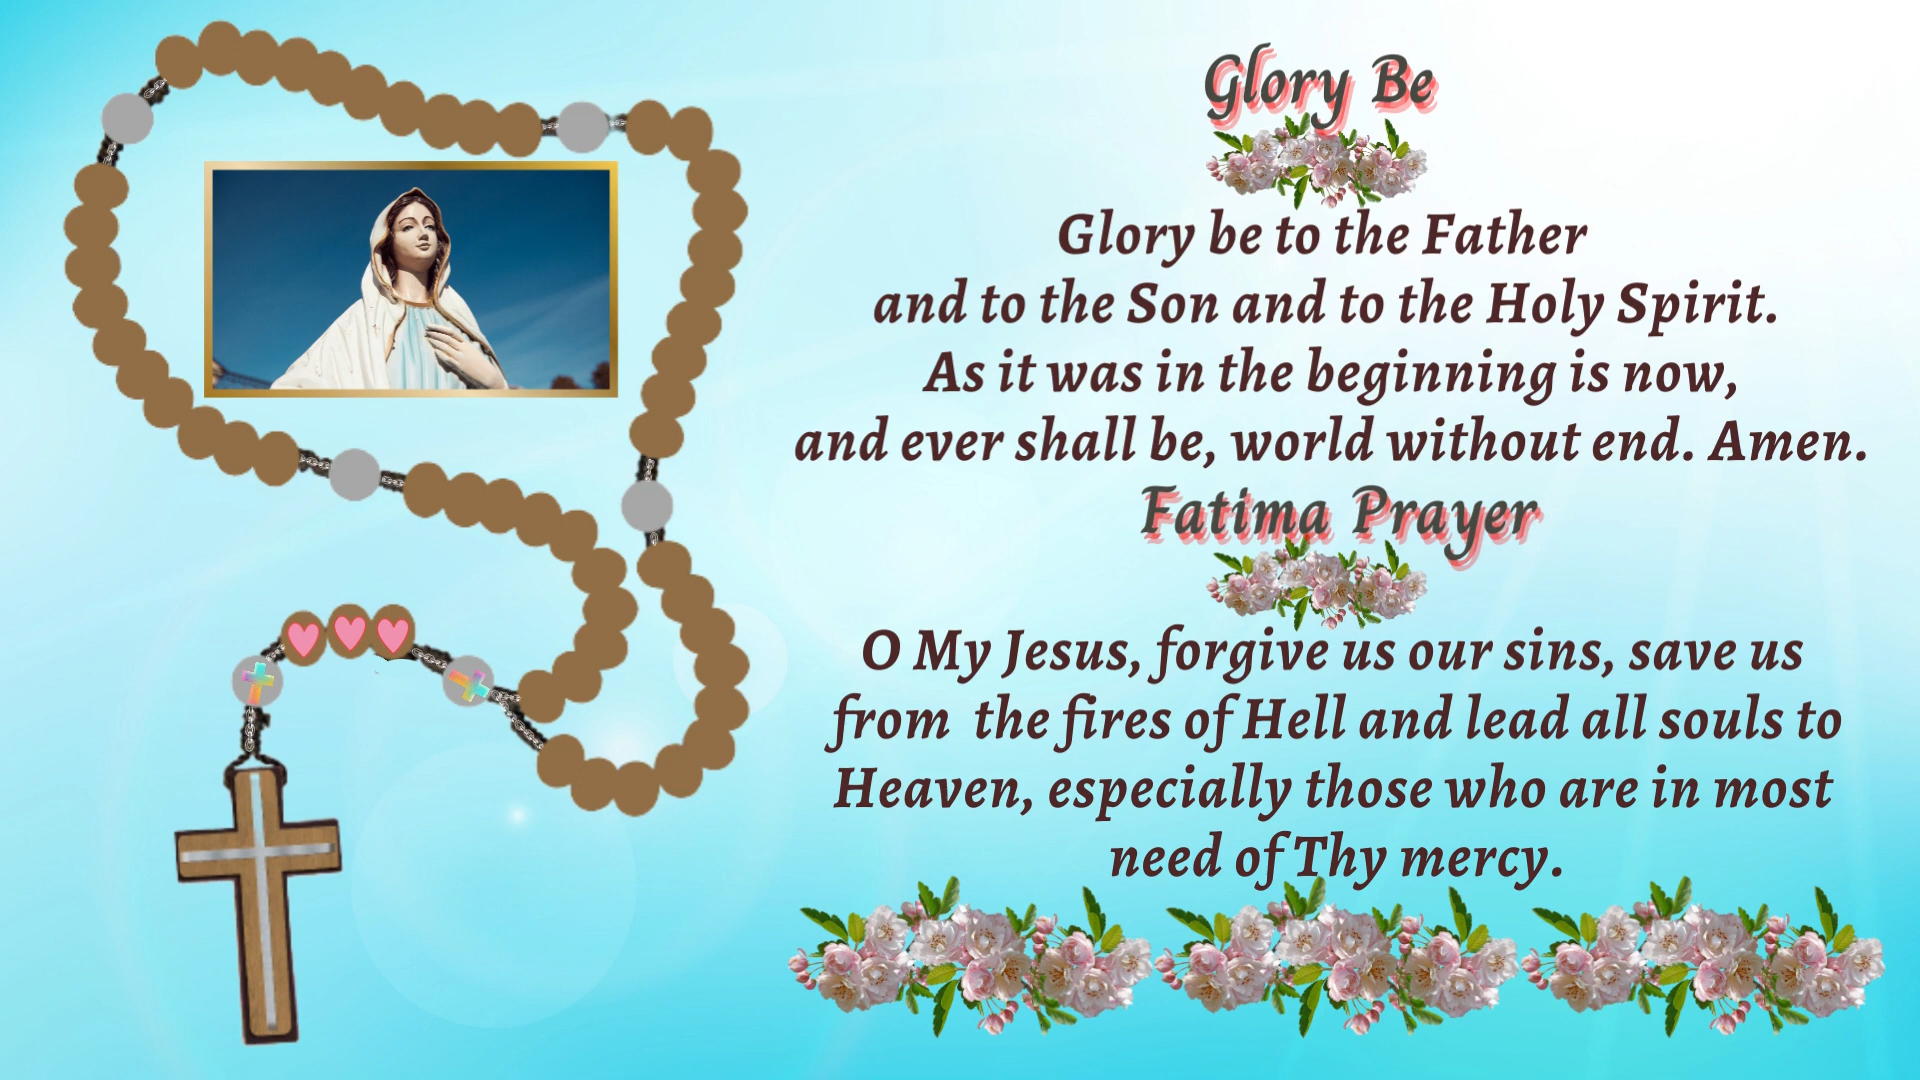 Glory Be
Glory be to the Father
and to the Son and to the Holy Spirit.
As it was in the beginning is now,
and ever shall be, world without end. Amen.
Fatima Prayer
O My Jesus, forgive us our sins, save us
from the fires of Hell and lead all souls to
Heaven, especially those who are in most
need of Thy mercy.